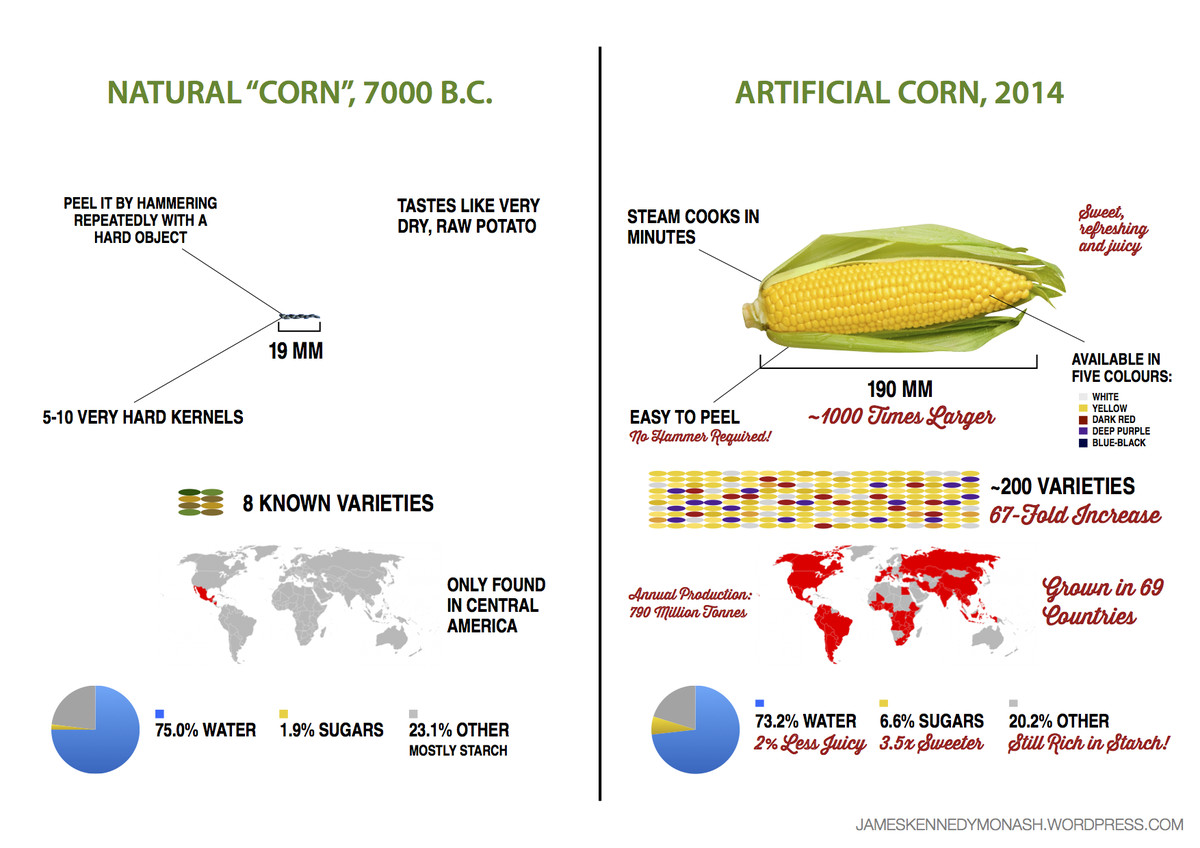 NATURAL “CORN”, 7000 B.C.
PEEL IT BY HAMMERING
REPEATEDLY WITH A
HARD OBJECT
TASTES LIKE VERY
DRY, RAW POTATO
19 MM
5-10 VERY HARD KERNELS
8 KNOWN VARIETIES
ONLY FOUND
IN CENTRAL
AMERICA
75.0% WATER
1.9% SUGARS
23.1% OTHER
MOSTLY STARCH
ARTIFICIAL CORN, 2014
STEAM COOKS IN
MINUTES
Sweet,
refreshing
and juicy
190 MM
~1000 Times Larger
EASY TO PEEL
No Hammer Required!
AVAILABLE IN
FIVE COLOURS:
WHITE
YELLOW
DARK RED
DEEP PURPLE
BLUE-BLACK
~200 VARIETIES
67-Fold Increase
Annual Production:
790 Million Tonnes
Grown in 69
Countries
73.2% WATER
2% Less Juicy
6.6% SUGARS
3.5x Sweeter
20.2% OTHER
Still Rich in Starch!
JAMESKENNEDYMONASH.WORDPRESS.COM